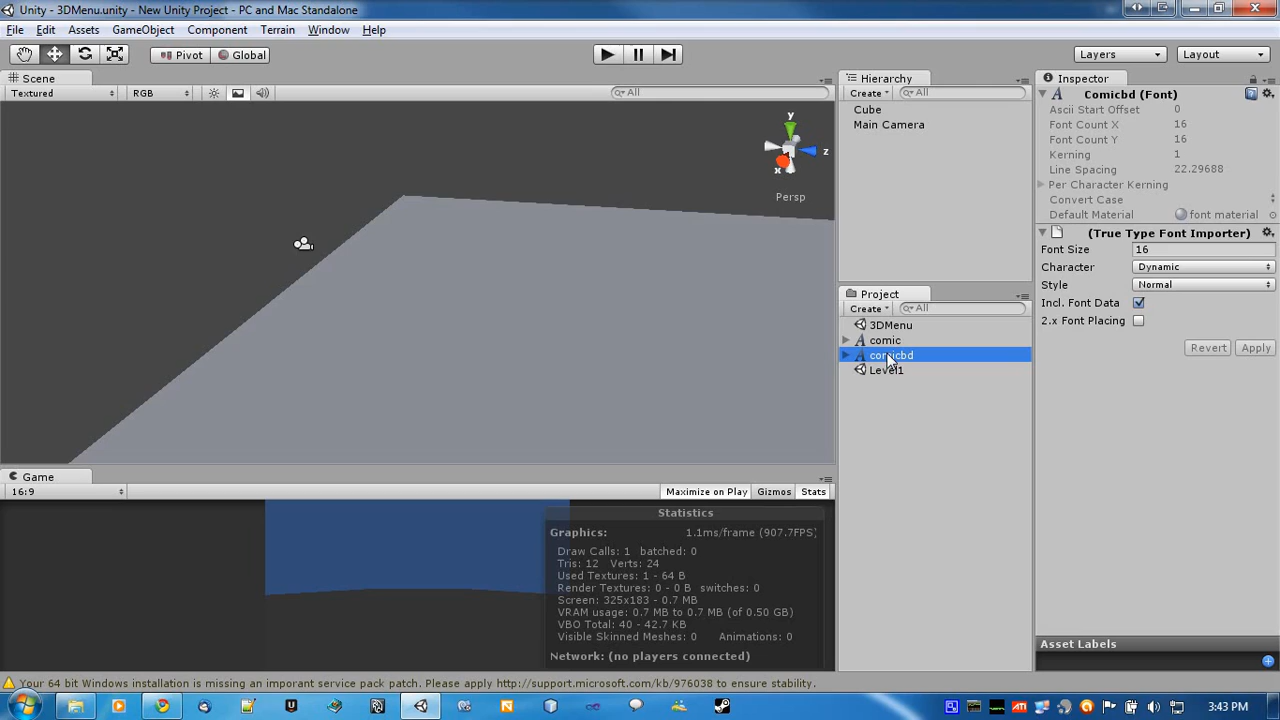 Unity - 3DMenu.unity - New Unity Project - PC and Mac Standalone
File Edit Assets GameObject Component Terrain Window Help
Pivot Global Layers Layout
Scene
Textured RGB All
y
z
x
Persp
Game
16:9 Maximize on Play Gizmos Stats
Statistics
Graphics: 1.1ms/frame (907.7FPS)
Draw Calls: 1 batched: 0
Tris: 12 Verts: 24
Used Textures: 1 - 64 B
Render Textures: 0 - 0 B switches: 0
Screen: 325x183 - 0.7 MB
VRAM usage: 0.7 MB to 0.7 MB (of 0.50 GB)
VBO Total: 40 - 42.7 KB
Visible Skinned Meshes: 0 Animations: 0
Network: (no players connected)
Hierarchy
Create All
Cube
Main Camera
Project
Create All
3DMenu
comic
comicbd
Level1
Inspector
Comicbd (Font)
Ascii Start Offset 0
Font Count X 16
Font Count Y 16
Kerning 1
Line Spacing 22.29688
Per Character Kerning
Convert Case
Default Material font material
(True Type Font Importer)
Font Size 16
Character Dynamic
Style Normal
Incl. Font Data
2.x Font Placing
Revert Apply
Asset Labels
Your 64 bit Windows installation is missing an imporant service pack patch. Please apply http://support.microsoft.com/kb/976038 to ensure stability.
3:43 PM